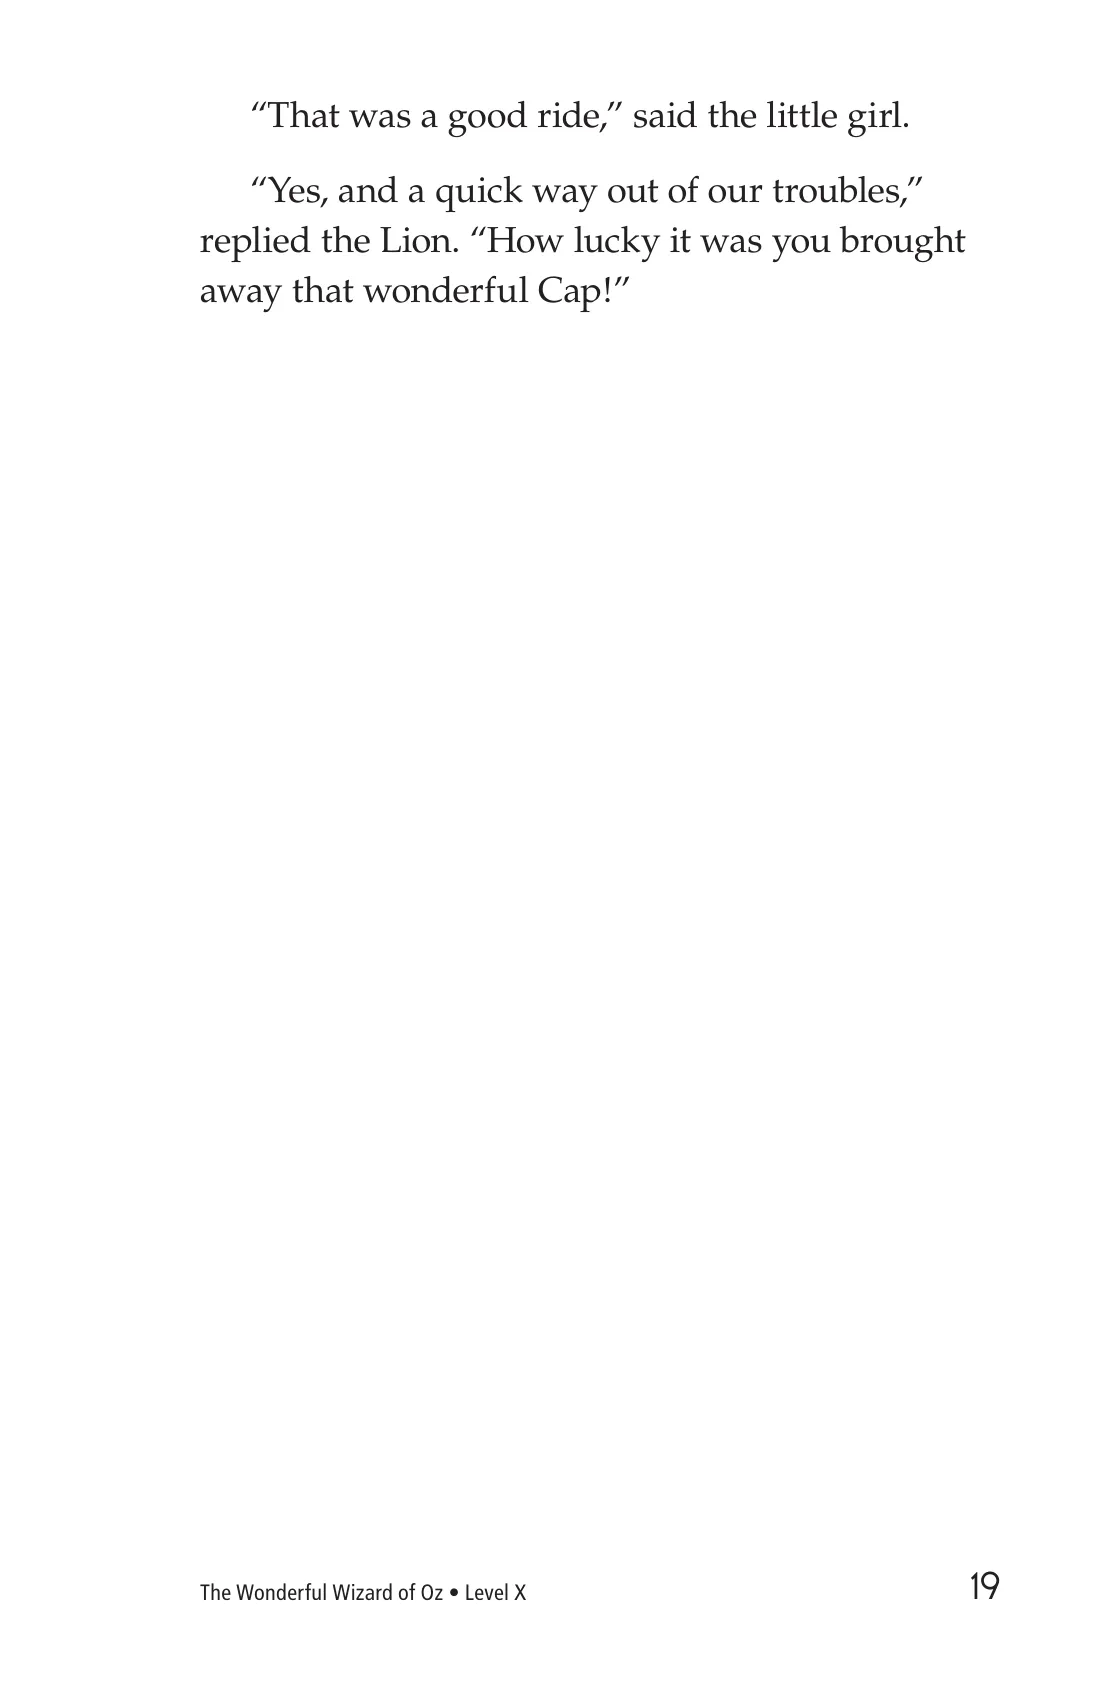 “That was a good ride,” said the little girl.
“Yes, and a quick way out of our troubles,”
replied the Lion. “How lucky it was you brought
away that wonderful Cap!”
The Wonderful Wizard of Oz • Level X
19